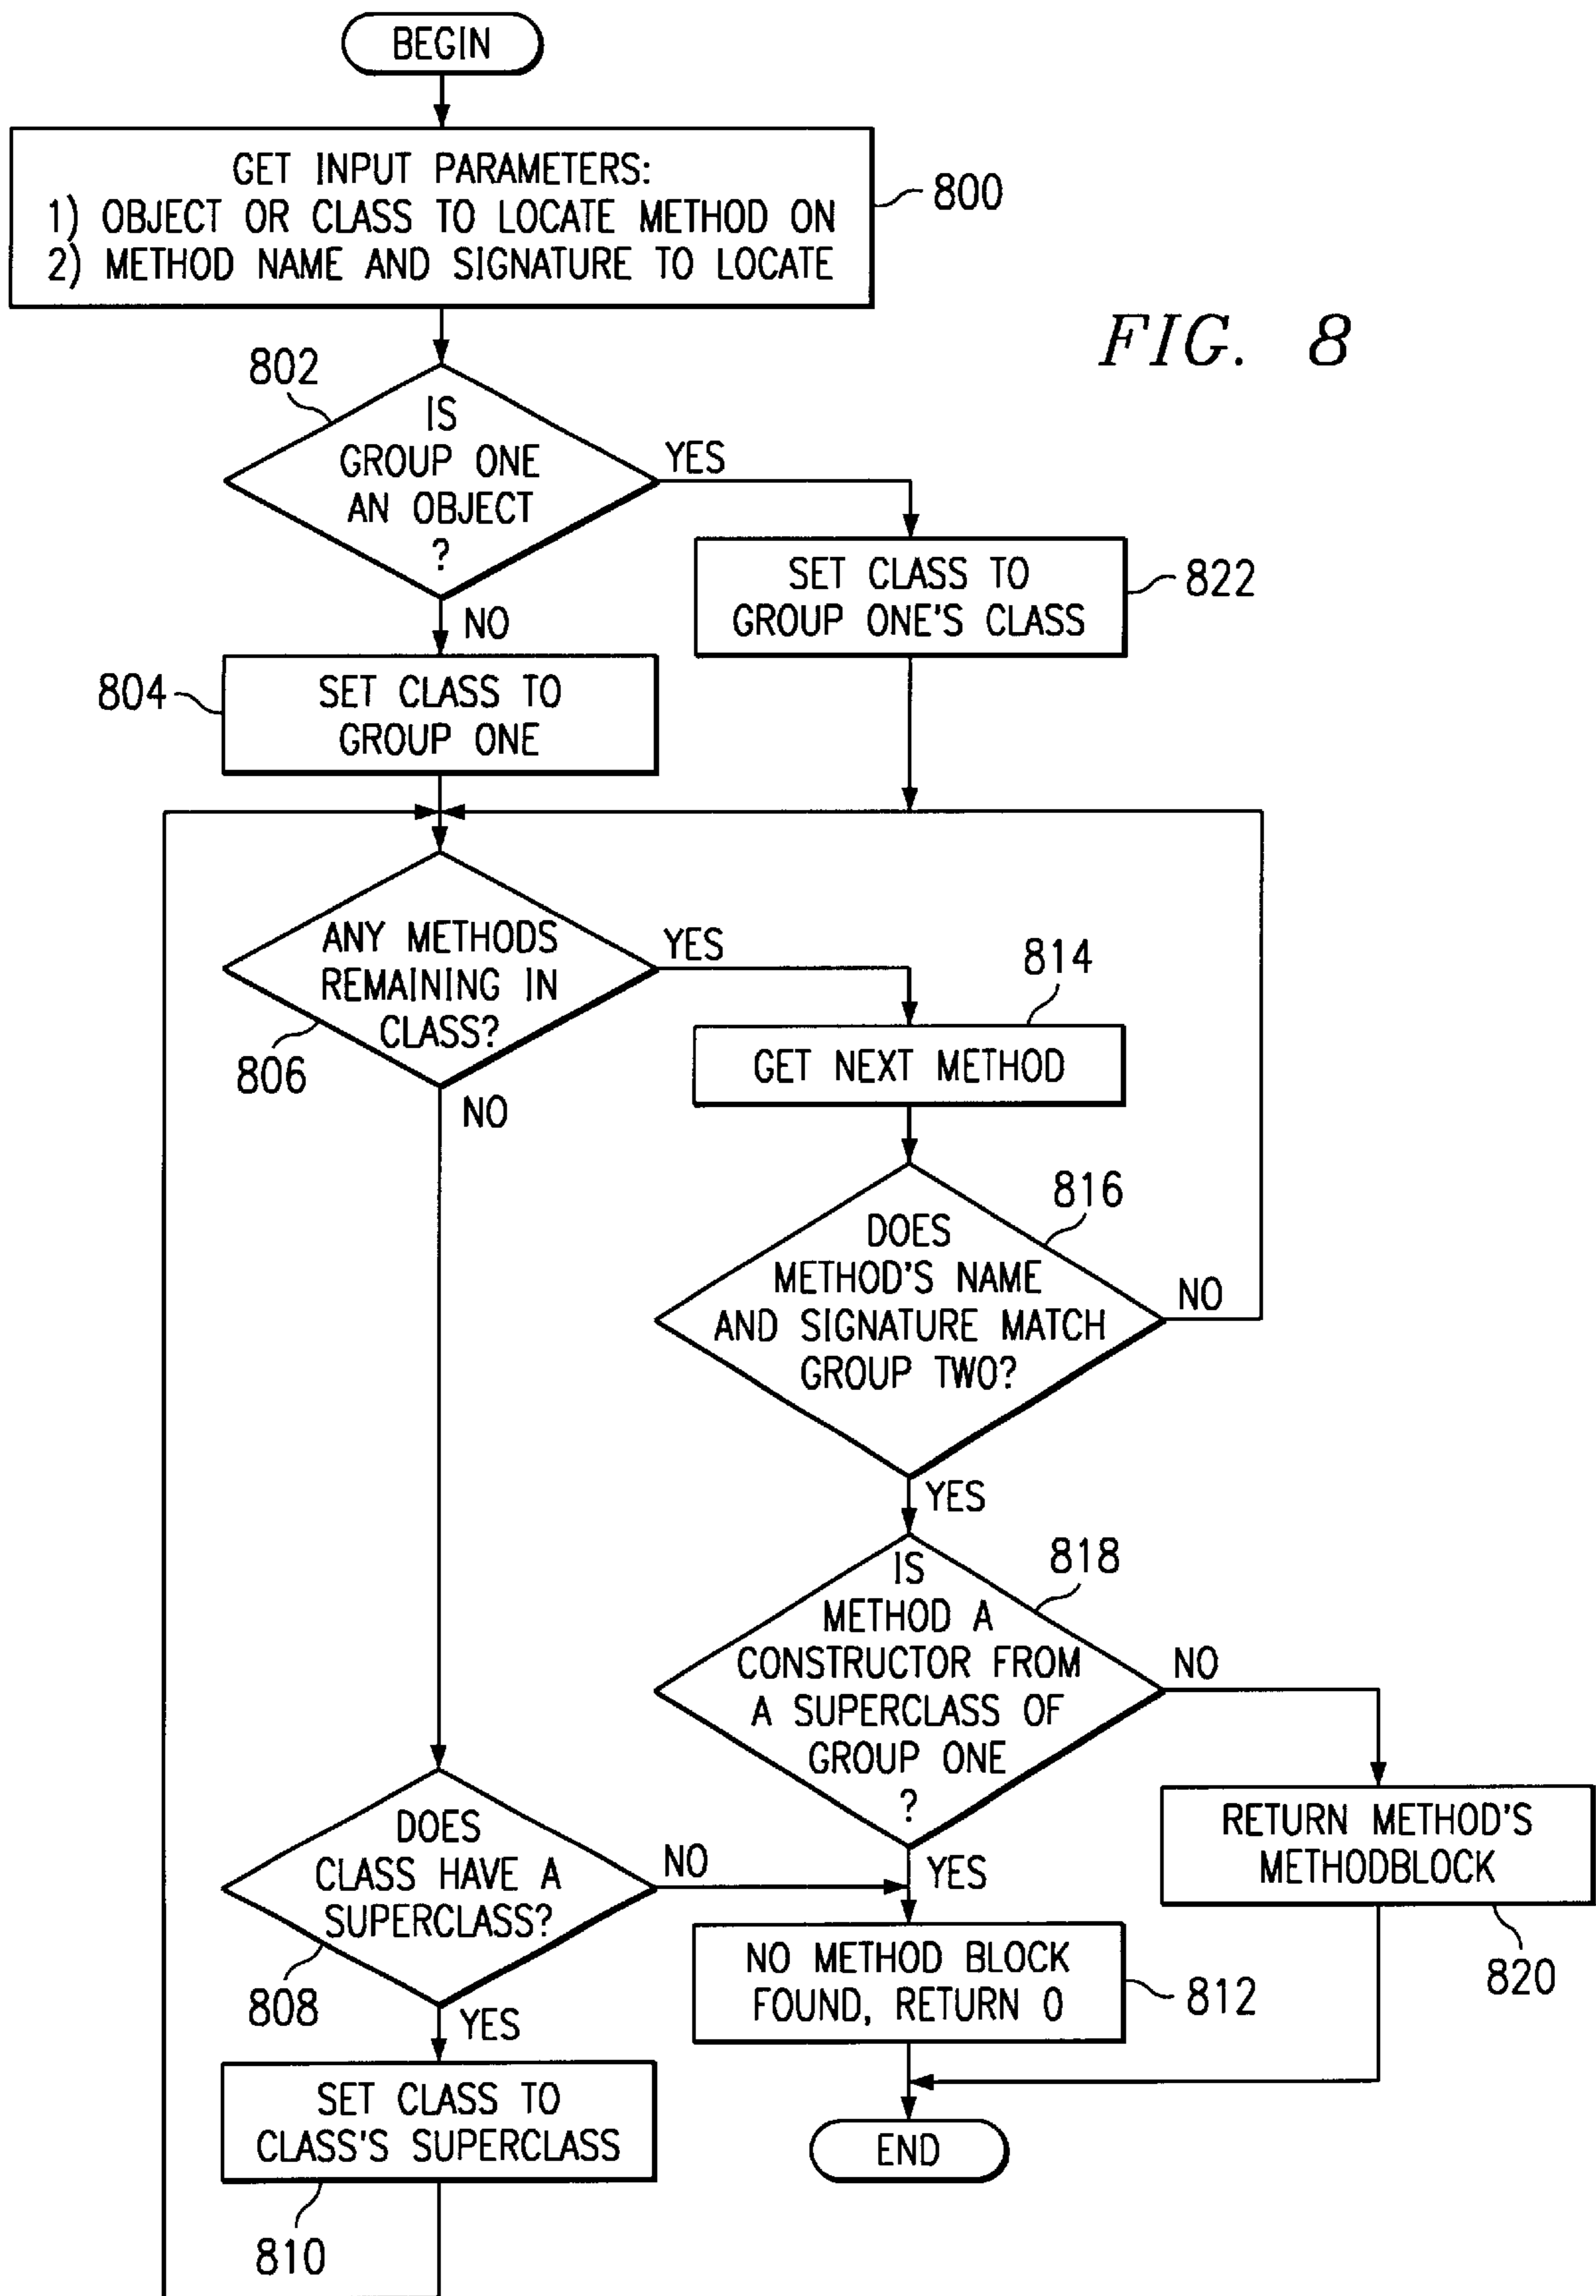 BEGIN
GET INPUT PARAMETERS:
1) OBJECT OR CLASS TO LOCATE METHOD ON
2) METHOD NAME AND SIGNATURE TO LOCATE
800
FIG. 8
802
IS
GROUP ONE
AN OBJECT
?
YES
NO
SET CLASS TO
GROUP ONE'S CLASS
822
804
SET CLASS TO
GROUP ONE
ANY METHODS
REMAINING IN
CLASS?
806
YES
NO
814
GET NEXT METHOD
816
DOES
METHOD'S NAME
AND SIGNATURE MATCH
GROUP TWO?
NO
YES
818
IS
METHOD A
CONSTRUCTOR FROM
A SUPERCLASS OF
GROUP ONE
?
NO
YES
RETURN METHOD'S
METHODBLOCK
820
DOES
CLASS HAVE A
SUPERCLASS?
808
NO
YES
NO METHOD BLOCK
FOUND, RETURN 0
812
SET CLASS TO
CLASS'S SUPERCLASS
810
END